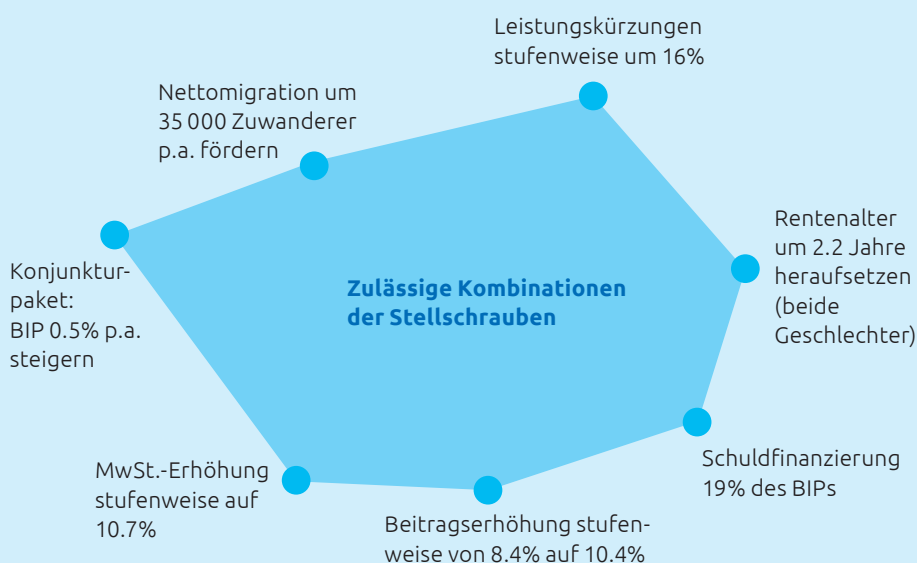 Leistungskürzungen
stufenweise um 16%
Nettomigration um
35 000 Zuwanderer
p.a. fördern
Rentenalter
um 2.2 Jahre
heraufsetzen
(beide
Geschlechter)
Konjunktur-
paket:
BIP 0.5% p.a.
steigern
Zulässige Kombinationen
der Stellschrauben
MwSt.-Erhöhung
stufenweise auf
10.7%
Schuldfinanzierung
19% des BIPs
Beitragserhöhung stufen-
weise von 8.4% auf 10.4%